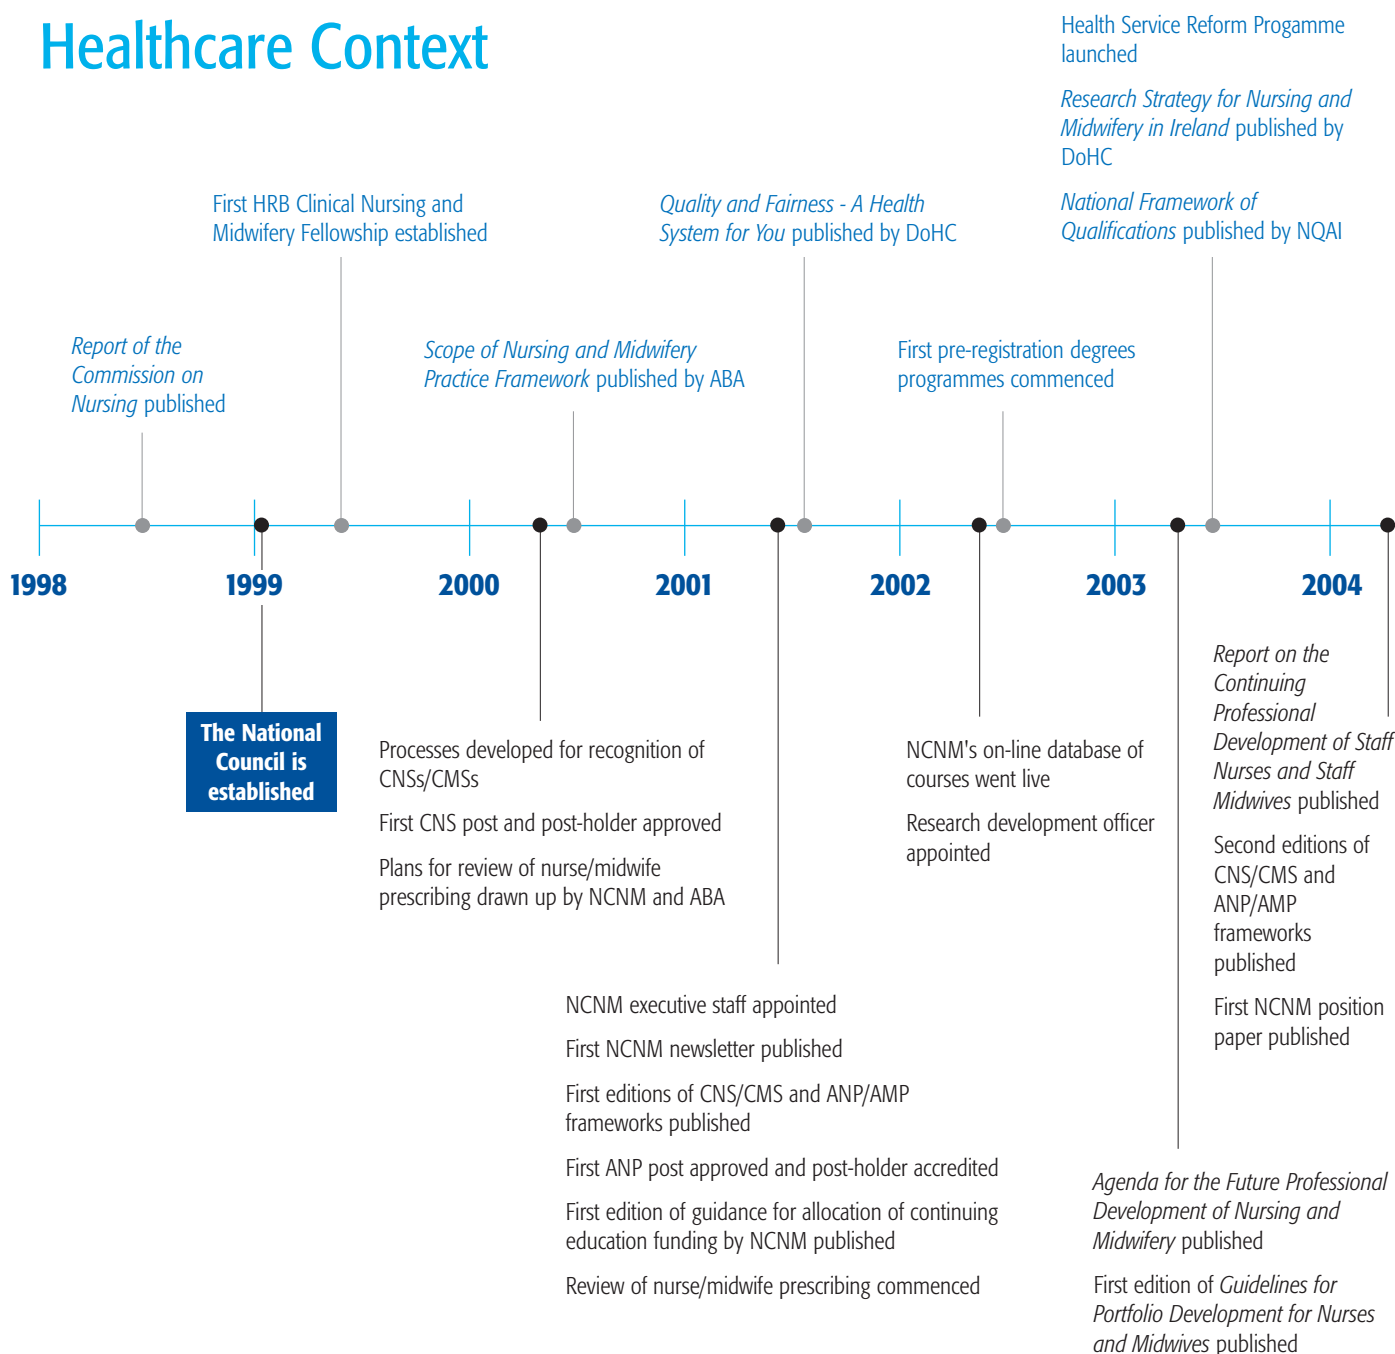 Healthcare Context
Health Service Reform Progamme
launched
Research Strategy for Nursing and
Midwifery in Ireland published by
DoHC
National Framework of
Qualifications published by NQAI
First HRB Clinical Nursing and
Midwifery Fellowship established
Quality and Fairness - A Health
System for You published by DoHC
Report of the
Commission on
Nursing published
Scope of Nursing and Midwifery
Practice Framework published by ABA
First pre-registration degrees
programmes commenced
1998
1999
2000
2001
2002
2003
2004
The National
Council is
established
Processes developed for recognition of
CNSs/CMSs
First CNS post and post-holder approved
Plans for review of nurse/midwife
prescribing drawn up by NCNM and ABA
NCNM executive staff appointed
First NCNM newsletter published
First editions of CNS/CMS and ANP/AMP
frameworks published
First ANP post approved and post-holder accredited
First edition of guidance for allocation of continuing
education funding by NCNM published
Review of nurse/midwife prescribing commenced
NCNM's on-line database of
courses went live
Research development officer
appointed
Agenda for the Future Professional
Development of Nursing and
Midwifery published
First edition of Guidelines for
Portfolio Development for Nurses
and Midwives published
Report on the
Continuing
Professional
Development of Staff
Nurses and Staff
Midwives published
Second editions of
CNS/CMS and
ANP/AMP
frameworks
published
First NCNM position
paper published